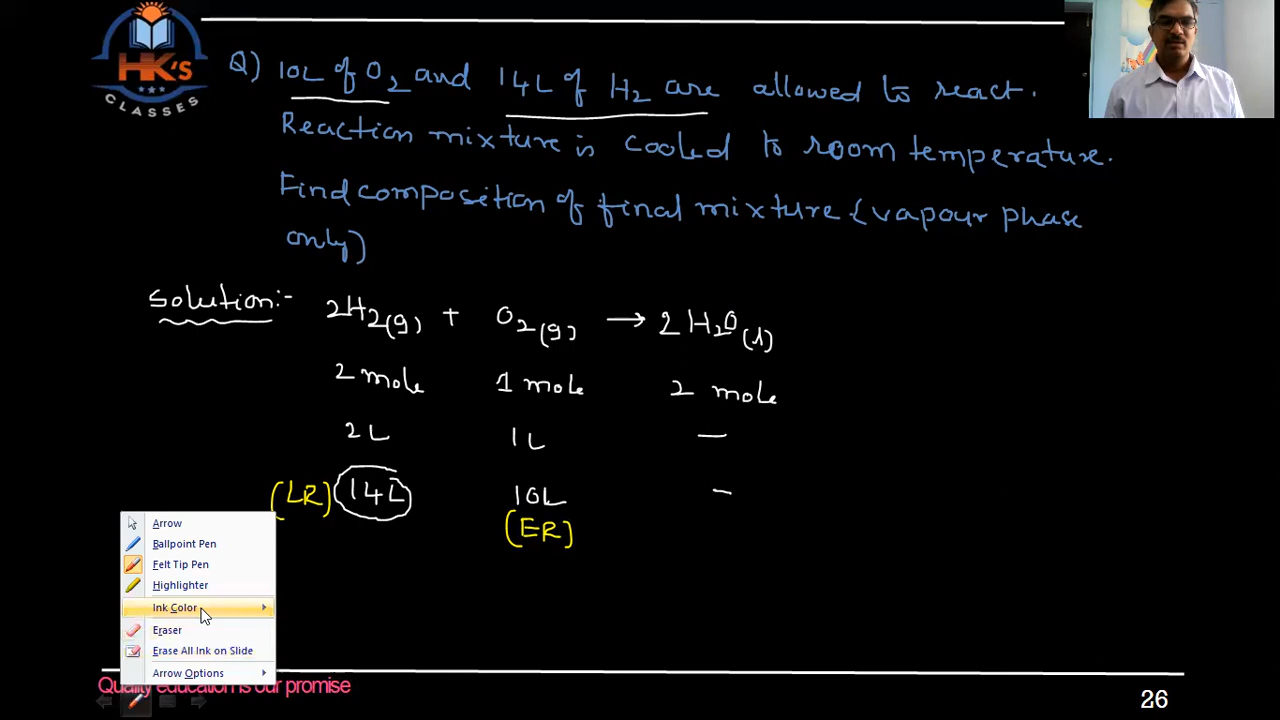 HK's
CLASSES
Q) 10L of O2 and 14L of H2 are allowed to react.
Reaction mixture is cooled to room temperature.
Find composition of final mixture (vapour phase
only)
Solution:- 2H2(g) + O2(g) → 2H2O(l)
2 mole 1 mole 2 mole
2L 1L —
(LR) 14L 10L –
(ER)
Arrow
Ballpoint Pen
Felt Tip Pen
Highlighter
Ink Color
Eraser
Erase All Ink on Slide
Arrow Options
Quality education is our promise
26